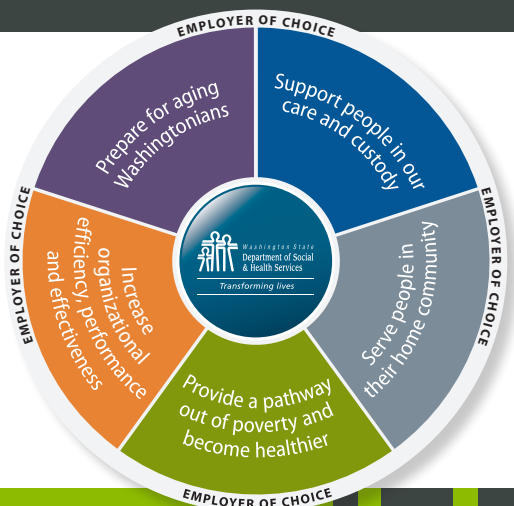 EMPLOYER OF CHOICE
Support people in our
care and custody
EMPLOYER OF CHOICE
Serve people in
their home community
Provide a pathway
out of poverty and
become healthier
EMPLOYER OF CHOICE
Increase
organizational
efficiency, performance
and effectiveness
EMPLOYER OF CHOICE
Prepare for aging
Washingtonians
Washington State
Department of Social
& Health Services
Transforming lives